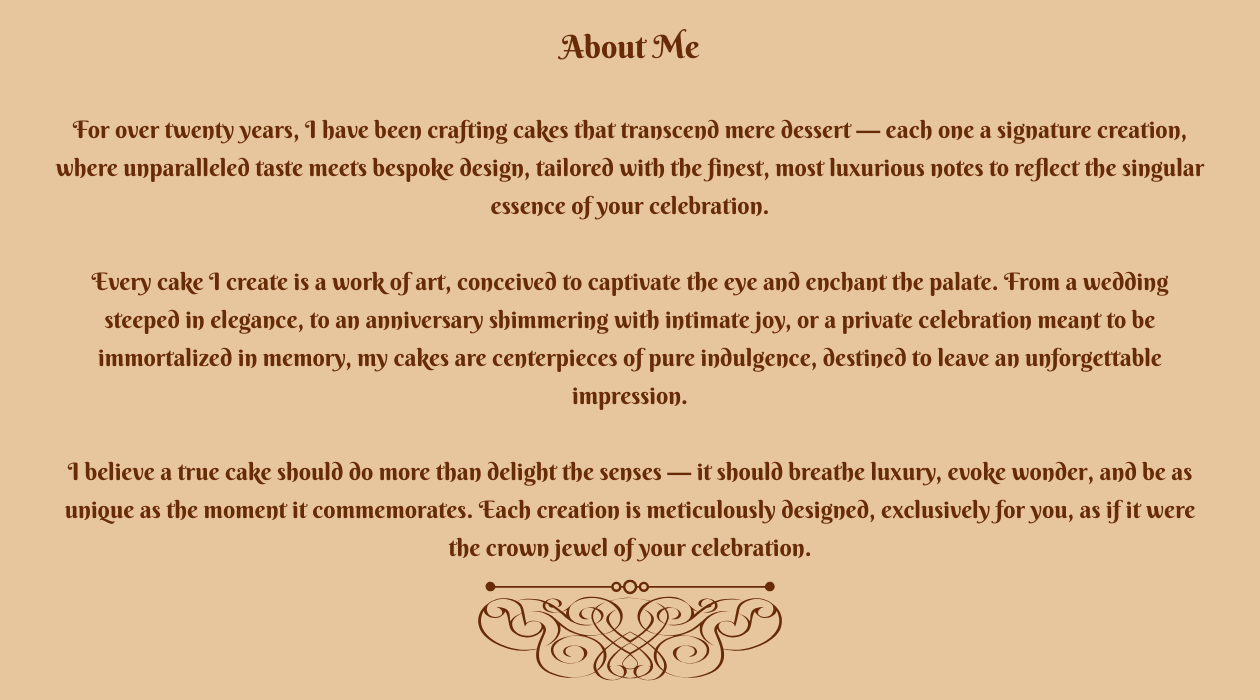 About Me
For over twenty years, I have been crafting cakes that transcend mere dessert — each one a signature creation,
where unparalleled taste meets bespoke design, tailored with the finest, most luxurious notes to reflect the singular
essence of your celebration.
Every cake I create is a work of art, conceived to captivate the eye and enchant the palate. From a wedding
steeped in elegance, to an anniversary shimmering with intimate joy, or a private celebration meant to be
immortalized in memory, my cakes are centerpieces of pure indulgence, destined to leave an unforgettable
impression.
I believe a true cake should do more than delight the senses — it should breathe luxury, evoke wonder, and be as
unique as the moment it commemorates. Each creation is meticulously designed, exclusively for you, as if it were
the crown jewel of your celebration.